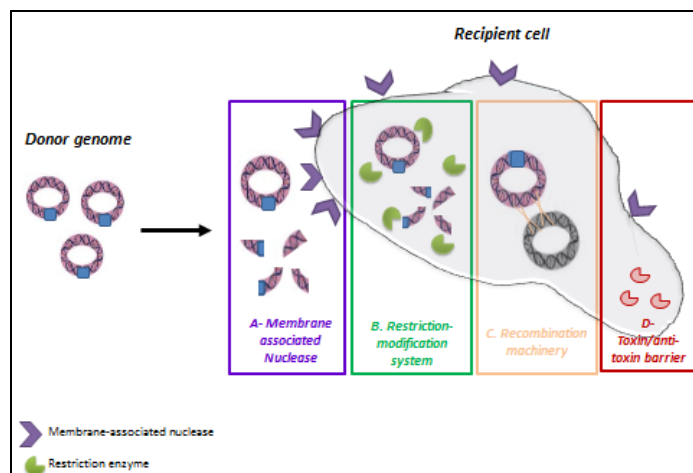 Recipient cell
Donor genome
A- Membrane
associated
Nuclease
B. Restriction-
modification
system
C. Recombination
machinery
D-
Toxin/anti-
toxin barrier
Membrane-associated nuclease
Restriction enzyme